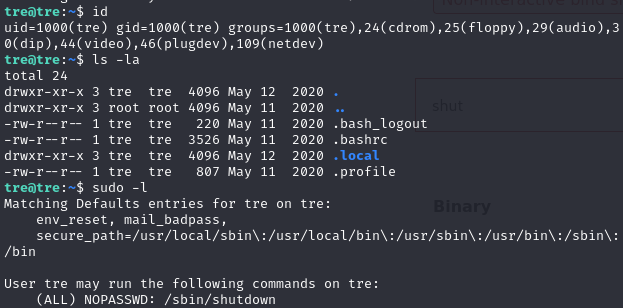 Non-interactive bind s
tre@tre:~$ id
uid=1000(tre) gid=1000(tre) groups=1000(tre),24(cdrom),25(floppy),29(audio),3
0(dip),44(video),46(plugdev),109(netdev)
tre@tre:~$ ls -la
total 24
drwxr-xr-x 3 tre  tre  4096 May 12  2020 .
drwxr-xr-x 3 root root 4096 May 11  2020 ..
shut
-rw-r--r-- 1 tre  tre   220 May 11  2020 .bash_logout
-rw-r--r-- 1 tre  tre  3526 May 11  2020 .bashrc
drwxr-xr-x 3 tre  tre  4096 May 12  2020 .local
-rw-r--r-- 1 tre  tre   807 May 11  2020 .profile
tre@tre:~$ sudo -l
Matching Defaults entries for tre on tre:
Binary
    env_reset, mail_badpass,
    secure_path=/usr/local/sbin\:/usr/local/bin\:/usr/sbin\:/usr/bin\:/sbin\:
/bin

User tre may run the following commands on tre:
    (ALL) NOPASSWD: /sbin/shutdown